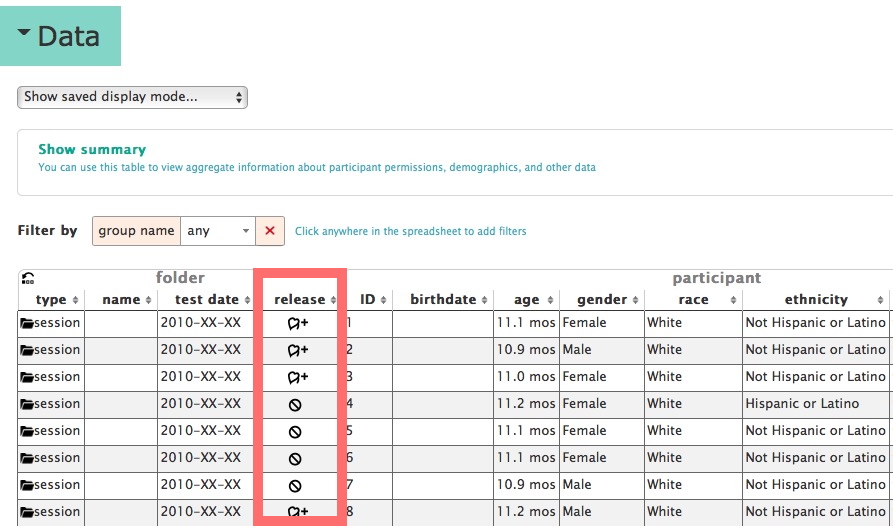 Data
Show saved display mode...
Show summary
You can use this table to view aggregate information about participant permissions, demographics, and other data
Filter by group name any Click anywhere in the spreadsheet to add filters
folder participant
type name test date release ID birthdate age gender race ethnicity
session 2010-XX-XX 1 11.1 mos Female White Not Hispanic or Latino
session 2010-XX-XX 2 10.9 mos Male White Not Hispanic or Latino
session 2010-XX-XX 3 11.0 mos Female White Not Hispanic or Latino
session 2010-XX-XX 4 11.2 mos Female White Hispanic or Latino
session 2010-XX-XX 5 11.1 mos Female White Not Hispanic or Latino
session 2010-XX-XX 6 11.1 mos Female White Not Hispanic or Latino
session 2010-XX-XX 7 10.9 mos Male White Not Hispanic or Latino
session 2010-XX-XX 8 11.2 mos Male White Not Hispanic or Latino